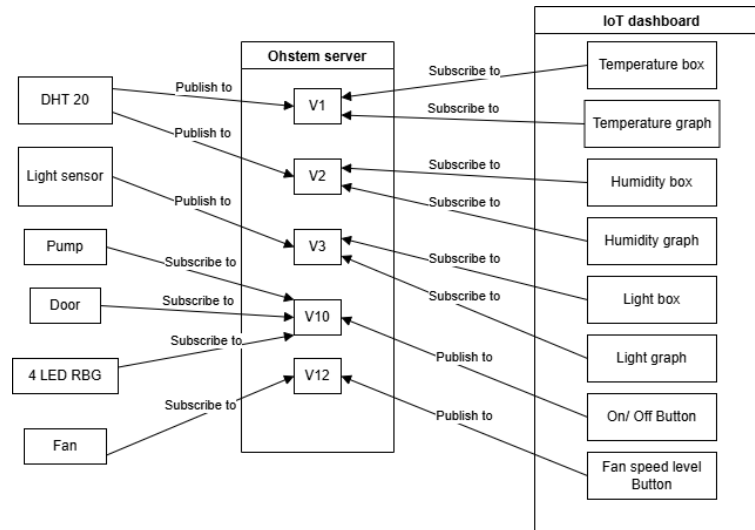 IoT dashboard
Ohstem server
Temperature box
Subscribe to
DHT 20
Publish to
V1
Subscribe to
Temperature graph
Publish to
Light sensor
V2
Subscribe to
Humidity box
Publish to
Subscribe to
Humidity graph
Pump
V3
Subscribe to
Subscribe to
Light box
Door
Subscribe to
V10
Subscribe to
Light graph
4 LED RBG
Subscribe to
V12
Publish to
On/ Off Button
Fan
Subscribe to
Publish to
Fan speed level
Button